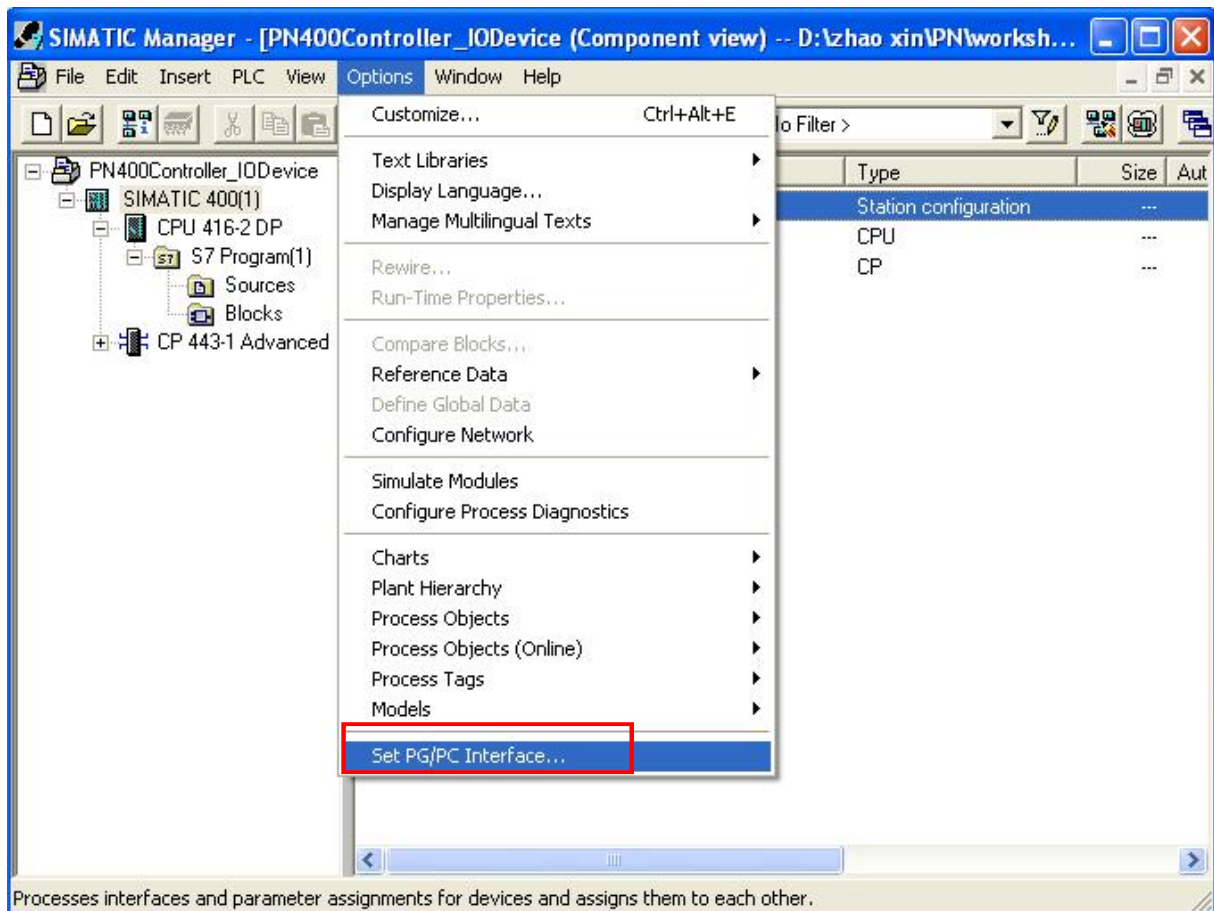 SIMATIC Manager - [PN400Controller_IODevice (Component view) -- D:\zhao xin\PN\worksh...
File Edit Insert PLC View Options Window Help
Customize... Ctrl+Alt+E
lo Filter >
PN400Controller_IODevice
SIMATIC 400(1)
CPU 416-2 DP
S7 Program(1)
Sources
Blocks
CP 443-1 Advanced
Text Libraries
Display Language...
Manage Multilingual Texts
Rewire...
Run-Time Properties...
Compare Blocks...
Reference Data
Define Global Data
Configure Network
Simulate Modules
Configure Process Diagnostics
Charts
Plant Hierarchy
Process Objects
Process Objects (Online)
Process Tags
Models
Set PG/PC Interface...
Type Size Aut
Station configuration ---
CPU ---
CP ---
Processes interfaces and parameter assignments for devices and assigns them to each other.